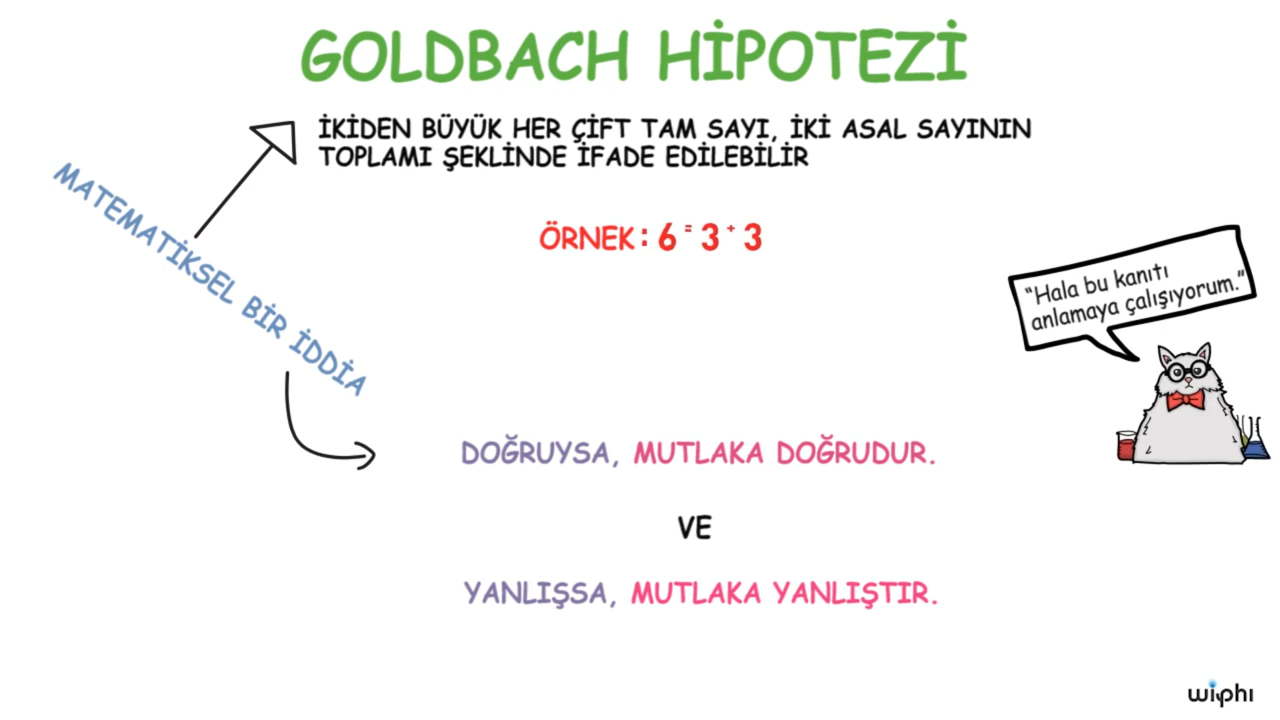 GOLDBACH HİPOTEZİ
İKİDEN BÜYÜK HER ÇİFT TAM SAYI, İKİ ASAL SAYININ
TOPLAMI ŞEKLİNDE İFADE EDİLEBİLİR
MATEMATİKSEL BİR İDDİA
ÖRNEK: 6 = 3 + 3
"Hala bu kanıtı
anlamaya çalışıyorum."
DOĞRUYSA, MUTLAKA DOĞRUDUR.
VE
YANLIŞSA, MUTLAKA YANLIŞTIR.
wiphi